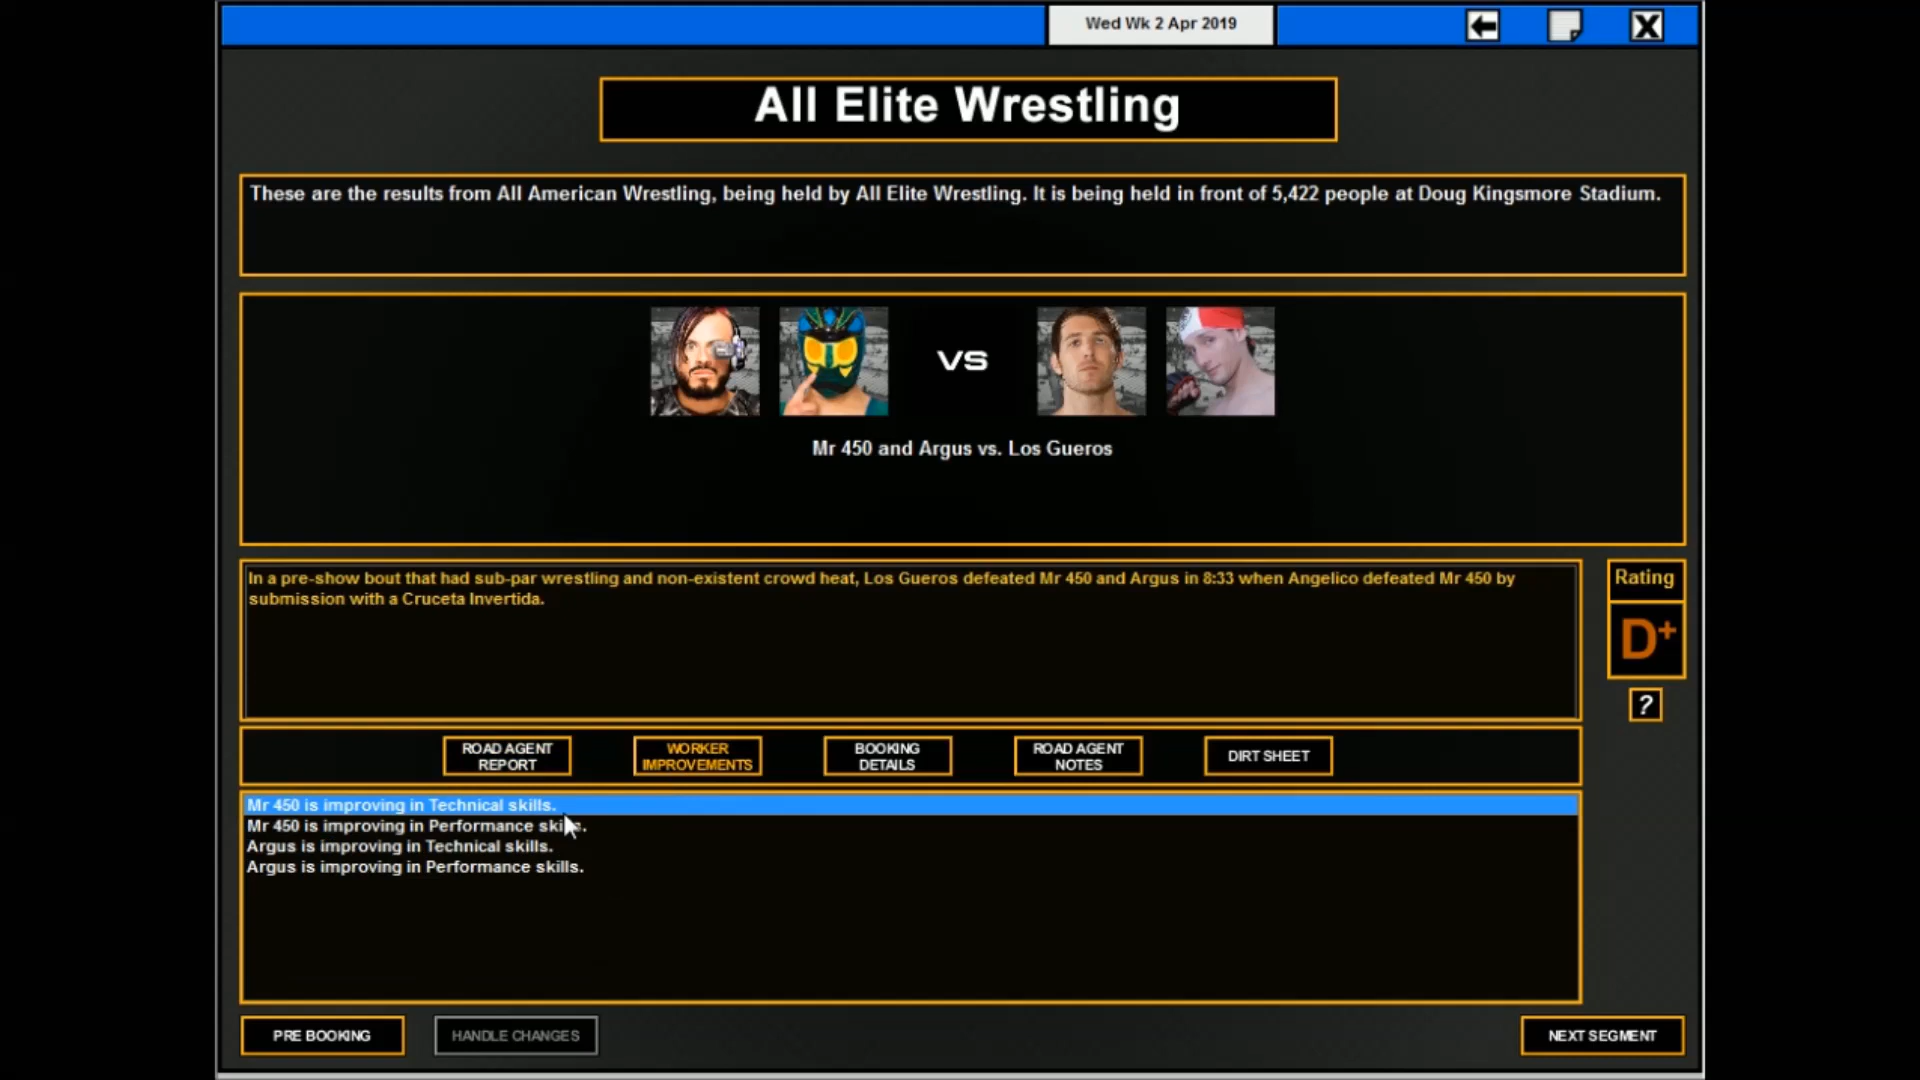 Wed Wk 2 Apr 2019
All Elite Wrestling
These are the results from All American Wrestling, being held by All Elite Wrestling. It is being held in front of 5,422 people at Doug Kingsmore Stadium.
VS
Mr 450 and Argus vs. Los Gueros
In a pre-show bout that had sub-par wrestling and non-existent crowd heat, Los Gueros defeated Mr 450 and Argus in 8:33 when Angelico defeated Mr 450 by
submission with a Cruceta Invertida.
Rating
D+
?
ROAD AGENT
REPORT
WORKER
IMPROVEMENTS
BOOKING
DETAILS
ROAD AGENT
NOTES
DIRT SHEET
Mr 450 is improving in Technical skills.
Mr 450 is improving in Performance skills.
Argus is improving in Technical skills.
Argus is improving in Performance skills.
PRE BOOKING
HANDLE CHANGES
NEXT SEGMENT